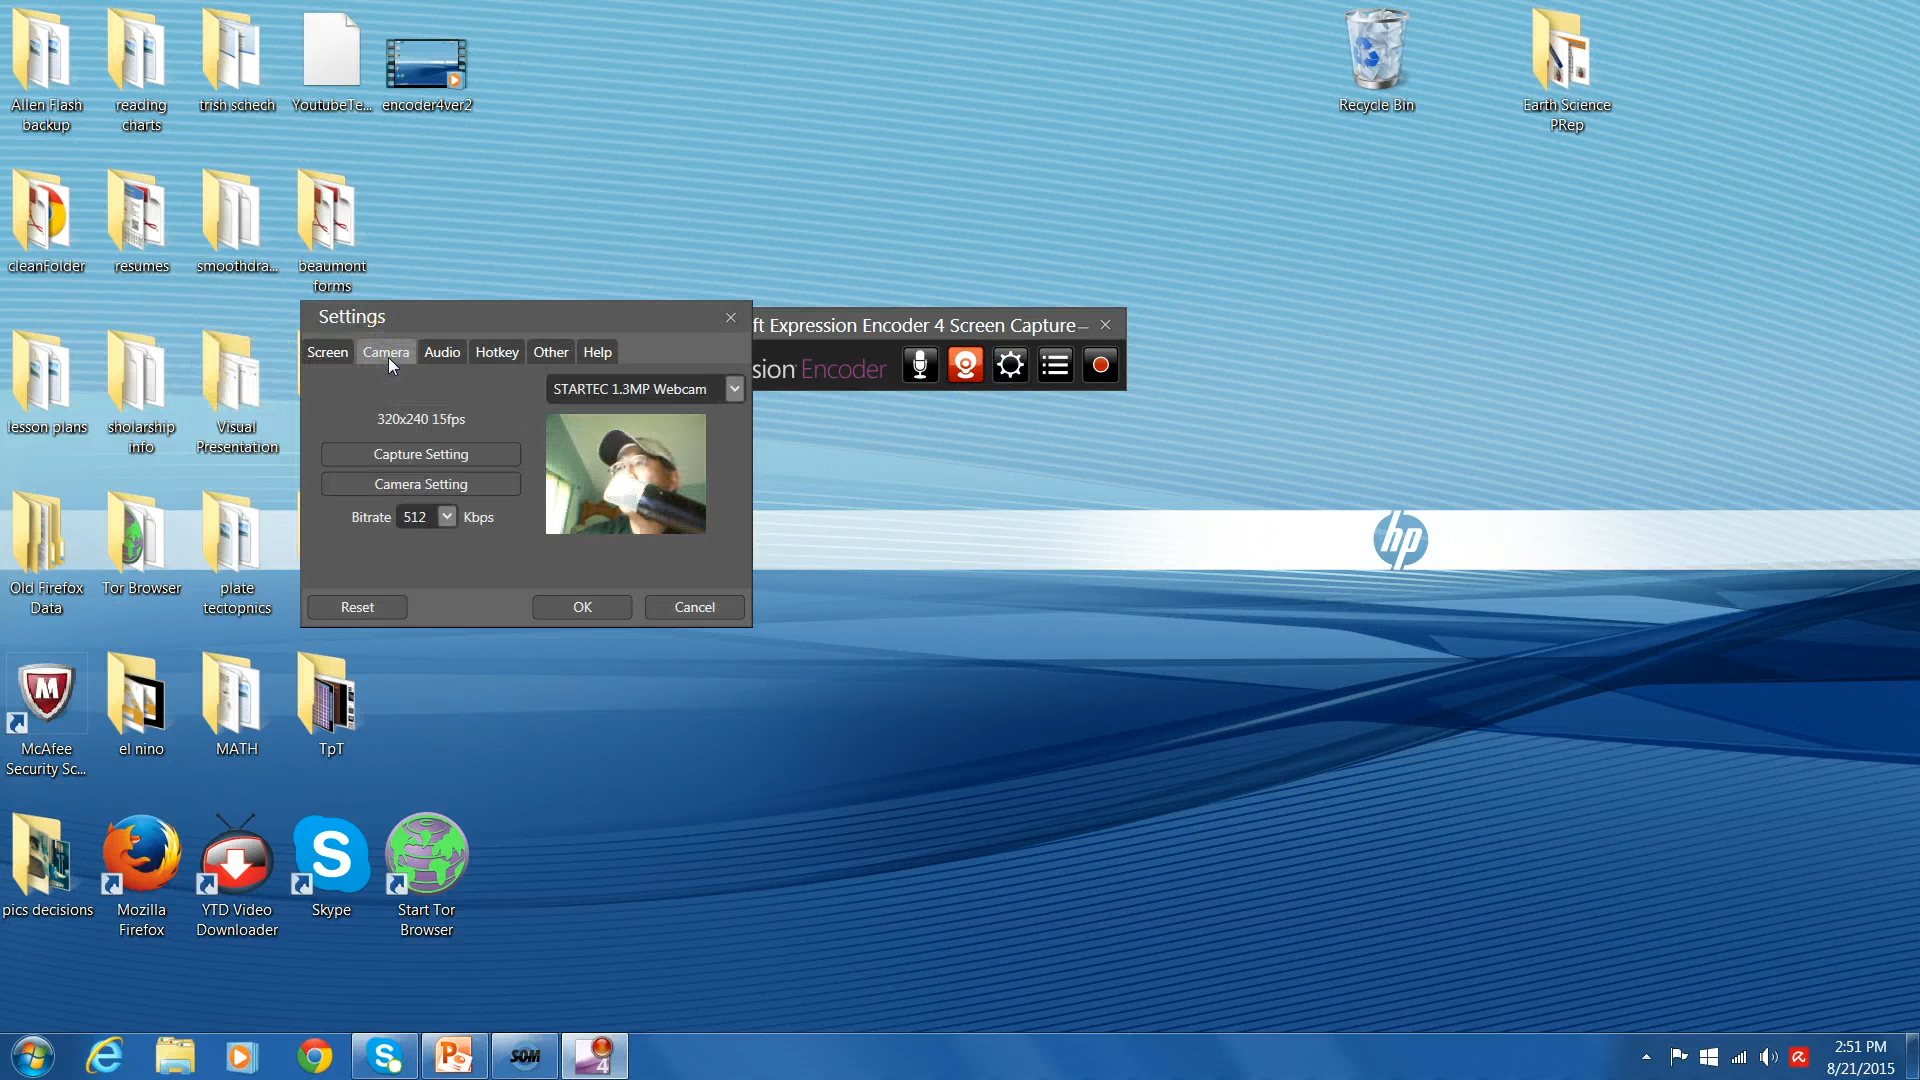 Allen Flash
backup
reading
charts
trish schech
YoutubeTe...
encoder4ver2
Recycle Bin
Earth Science
PRep
cleanFolder
resumes
smoothdra...
beaumont
forms
Settings
ft Expression Encoder 4 Screen Capture
Screen
Camera
Audio
Hotkey
Other
Help
sion Encoder
STARTEC 1.3MP Webcam
320x240 15fps
Capture Setting
Camera Setting
Bitrate 512 Kbps
Reset
OK
Cancel
lesson plans
sholarship
info
Visual
Presentation
hp
Old Firefox
Data
Tor Browser
plate
tectopnics
McAfee
Security Sc...
el nino
MATH
TpT
pics decisions
Mozilla
Firefox
YTD Video
Downloader
Skype
Start Tor
Browser
SOM
4
2:51 PM
8/21/2015